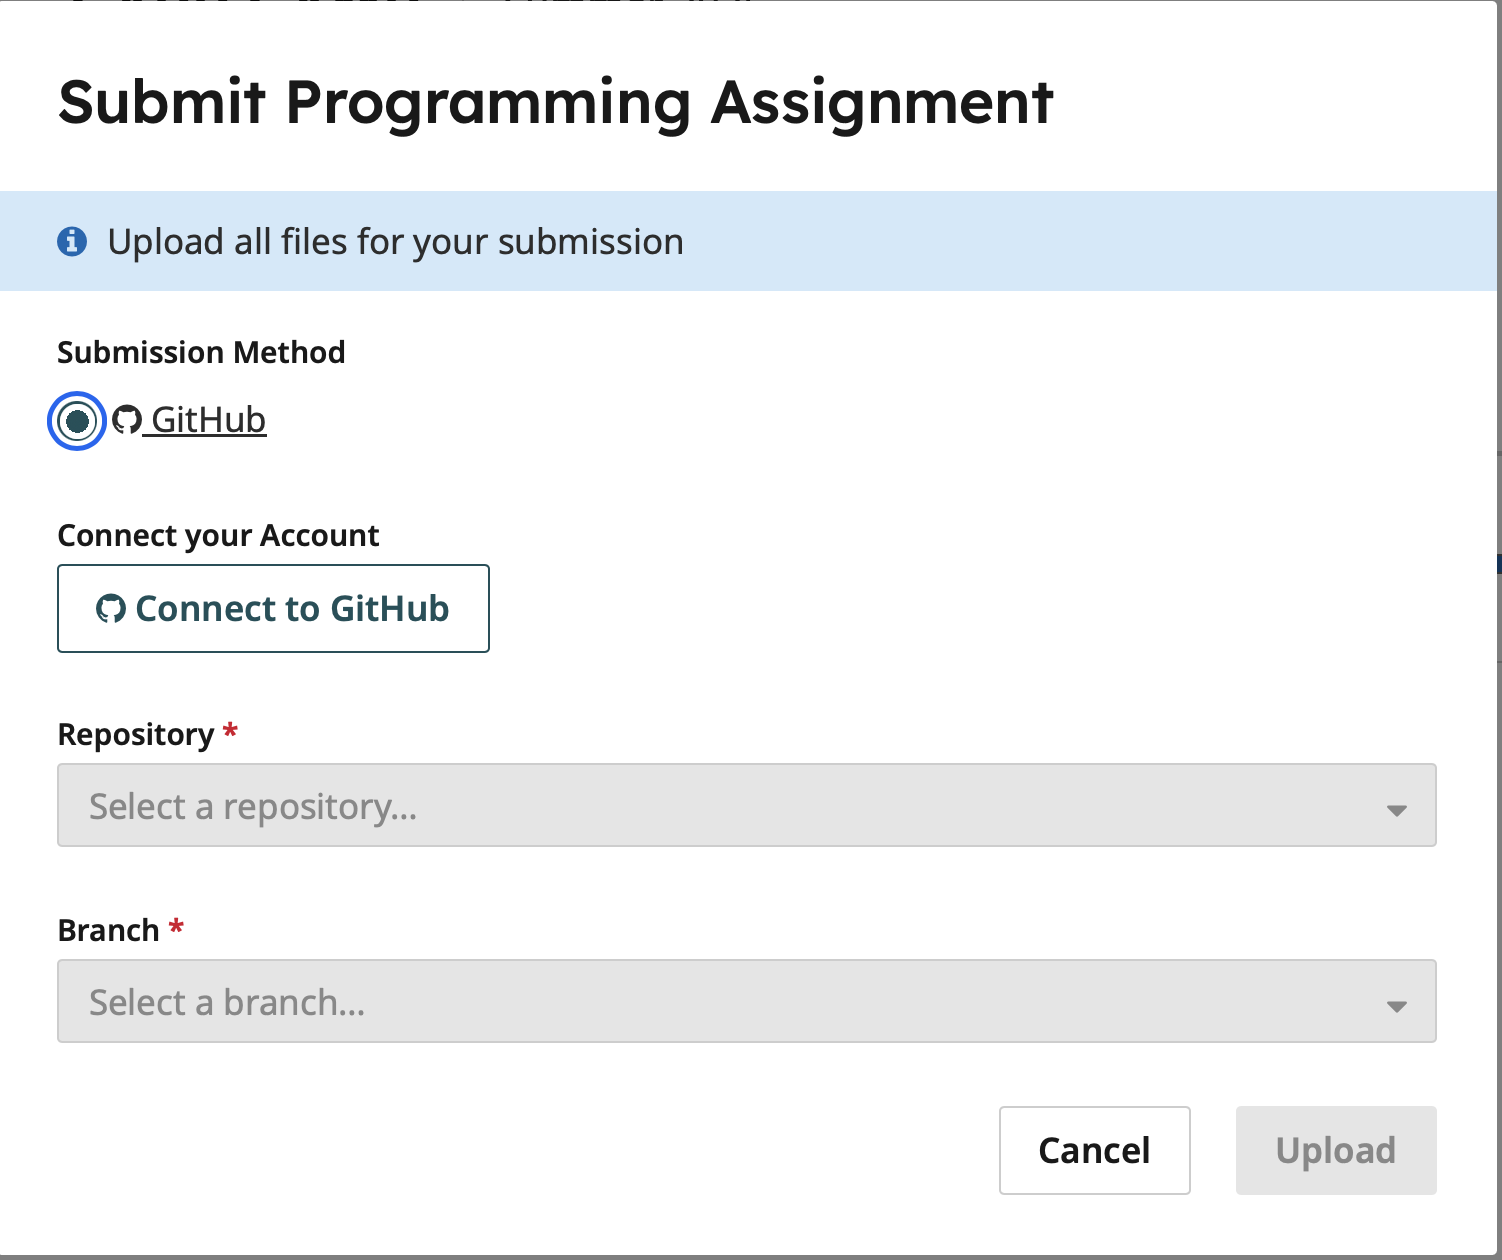 Submit Programming Assignment
Upload all files for your submission
Submission Method
GitHub
Connect your Account
Connect to GitHub
Repository *
Select a repository...
Branch *
Select a branch...
Cancel
Upload